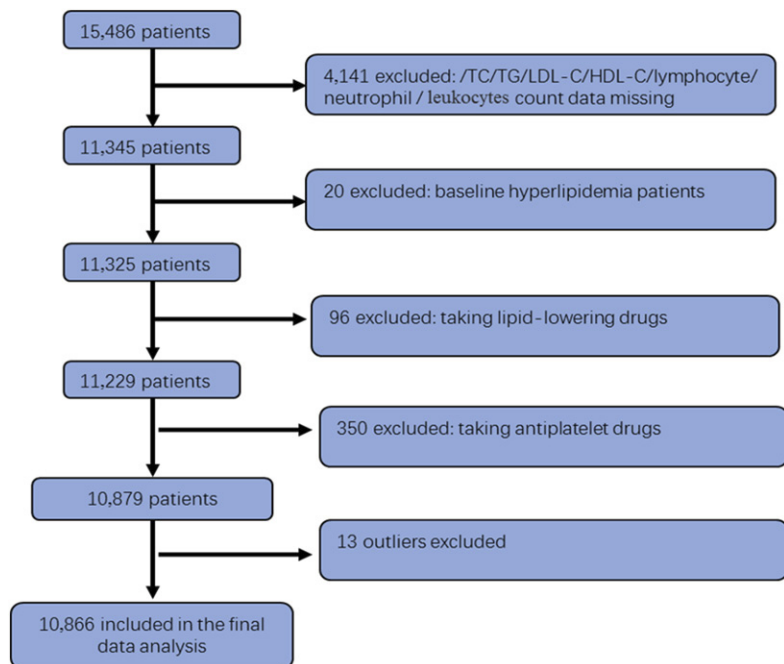 15,486 patients
4,141 excluded: /TC/TG/LDL-C/HDL-C/lymphocyte/
neutrophil / leukocytes count data missing
11,345 patients
20 excluded: baseline hyperlipidemia patients
11,325 patients
96 excluded: taking lipid-lowering drugs
11,229 patients
350 excluded: taking antiplatelet drugs
10,879 patients
13 outliers excluded
10,866 included in the final
data analysis